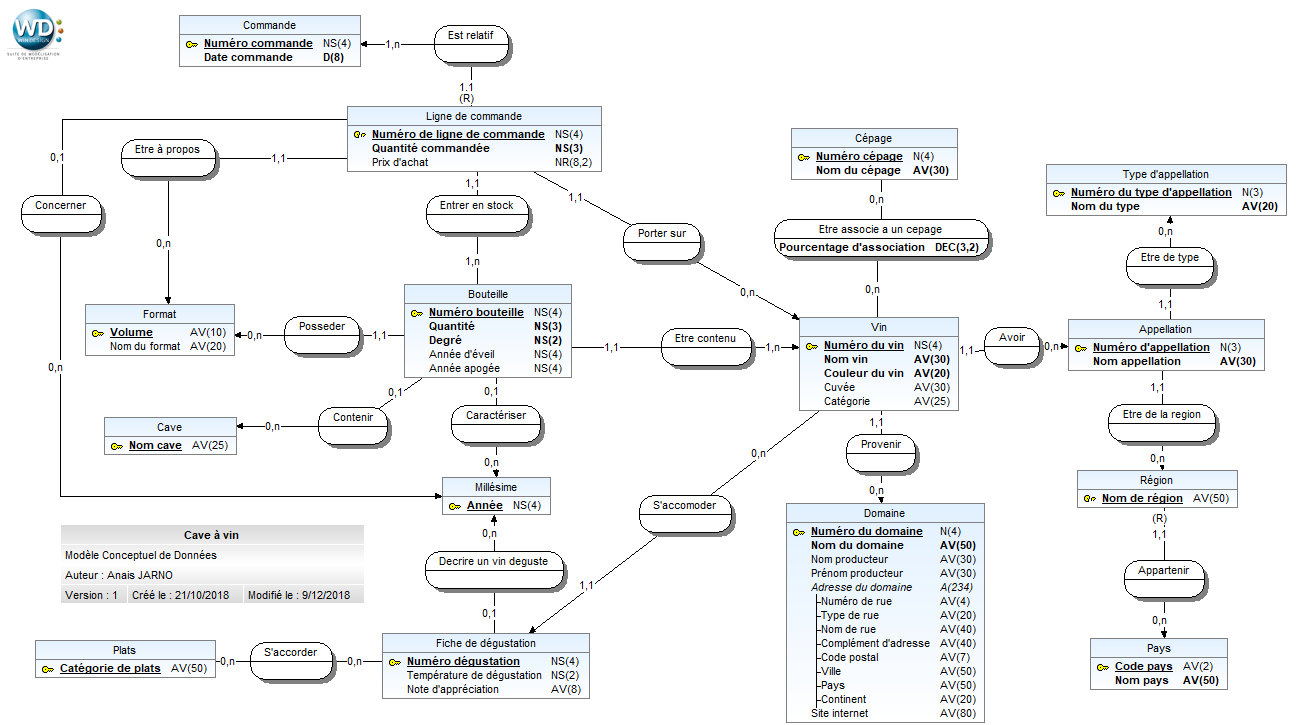 WD
WINDESIGN
SUITE DE MODÉLISATION
D'ENTREPRISE
Commande
Numéro commande NS(4)
Date commande D(8)
1,n
Est relatif
1,1
(R)
Ligne de commande
Numéro de ligne de commande NS(4)
Quantité commandée NS(3)
Prix d'achat NR(8,2)
0,1
Concerner
0,n
Etre à propos
1,1
0,n
1,1
Entrer en stock
1,n
1,1
Porter sur
0,n
Cépage
Numéro cépage N(4)
Nom du cépage AV(30)
0,n
Etre associe a un cepage
Pourcentage d'association DEC(3,2)
0,n
Type d'appellation
Numéro du type d'appellation N(3)
Nom du type AV(20)
0,n
Etre de type
1,1
Format
Volume AV(10)
Nom du format AV(20)
0,n
Posseder
1,1
Bouteille
Numéro bouteille NS(4)
Quantité NS(3)
Degré NS(2)
Année d'éveil NS(4)
Année apogée NS(4)
1,1
Etre contenu
1,n
Vin
Numéro du vin NS(4)
Nom vin AV(30)
Couleur du vin AV(20)
Cuvée AV(30)
Catégorie AV(25)
1,1
Avoir
0,n
Appellation
Numéro d'appellation N(3)
Nom appellation AV(30)
1,1
Etre de la region
0,n
Région
Nom de région AV(50)
(R)
1,1
Appartenir
0,n
Pays
Code pays AV(2)
Nom pays AV(50)
Cave
Nom cave AV(25)
0,n
Contenir
0,1
0,1
Caractériser
0,n
Millésime
Année NS(4)
0,n
Decrire un vin deguste
0,1
0,n
S'accomoder
1,1
1,1
Provenir
0,n
Domaine
Numéro du domaine N(4)
Nom du domaine AV(50)
Nom producteur AV(30)
Prénom producteur AV(30)
Adresse du domaine A(234)
Numéro de rue AV(4)
Type de rue AV(20)
Nom de rue AV(40)
Complément d'adresse AV(40)
Code postal AV(7)
Ville AV(50)
Pays AV(50)
Continent AV(20)
Site internet AV(80)
Cave à vin
Modèle Conceptuel de Données
Auteur : Anais JARNO
Version : 1 Créé le : 21/10/2018 Modifié le : 9/12/2018
Plats
Catégorie de plats AV(50)
0,n
S'accorder
0,n
Fiche de dégustation
Numéro dégustation NS(4)
Température de dégustation NS(2)
Note d'appréciation AV(8)